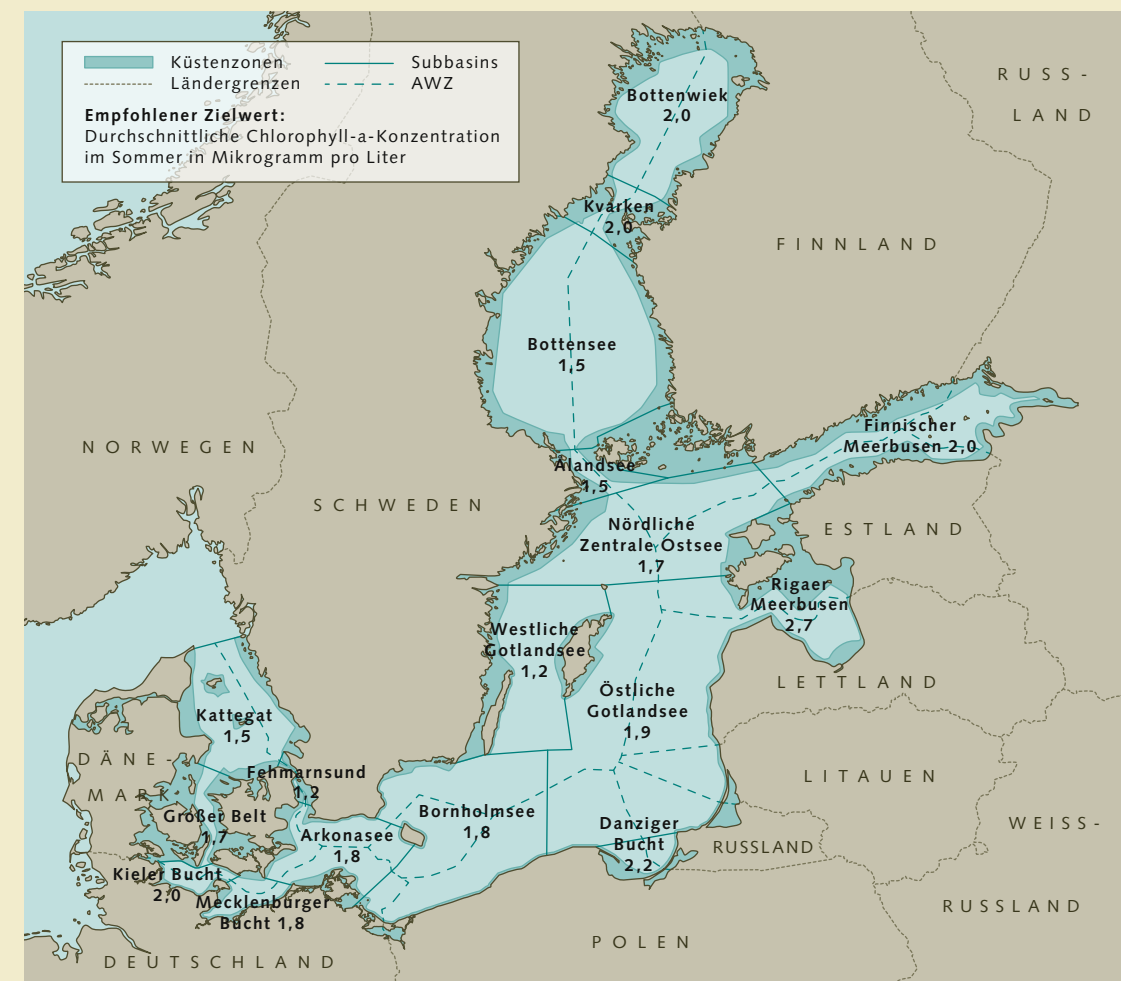 Küstenzonen
Subbasins
Ländergrenzen
AWZ
Empfohlener Zielwert:
Durchschnittliche Chlorophyll-a-Konzentration
im Sommer in Mikrogramm pro Liter
RUSS-
LAND
Bottenwiek
2,0
Kvarken
2,0
FINNLAND
Bottensee
1,5
Finnischer
Meerbusen 2,0
NORWEGEN
Ålandsee
1,5
SCHWEDEN
Nördliche
Zentrale Ostsee
1,7
ESTLAND
Rigaer
Meerbusen
2,7
Westliche
Gotlandsee
1,2
LETTLAND
Östliche
Gotlandsee
1,9
Kattegat
1,5
DÄNE-
MARK
Fehmarnsund
1,2
LITAUEN
Großer Belt
1,7
Arkonasee
1,8
Bornholmsee
1,8
Danziger
Bucht
2,2
RUSSLAND
WEISS-
RUSSLAND
Kieler Bucht
2,0
Mecklenburger
Bucht 1,8
POLEN
DEUTSCHLAND